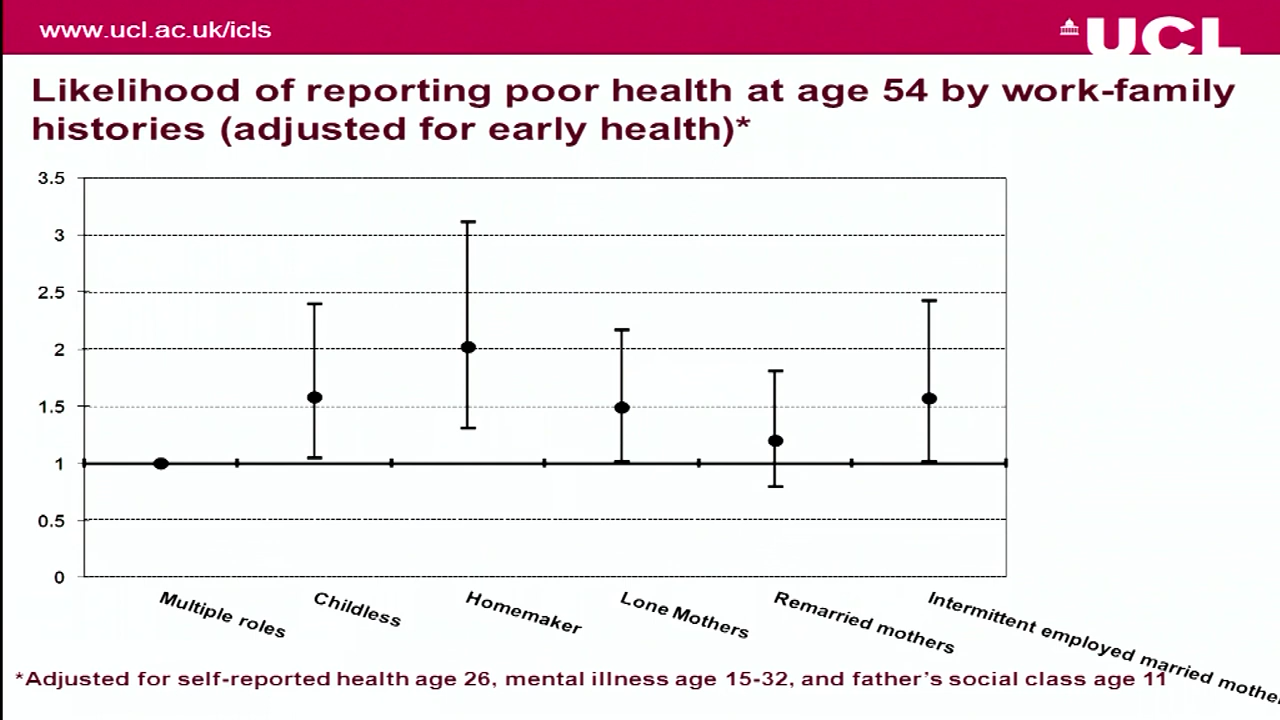 www.ucl.ac.uk/icls
UCL
Likelihood of reporting poor health at age 54 by work-family
histories (adjusted for early health)*
3.5
3
2.5
2
1.5
1
0.5
0
Multiple roles
Childless
Homemaker
Lone Mothers
Remarried mothers
Intermittent employed married
*Adjusted for self-reported health age 26, mental illness age 15-32, and father's social class age 11